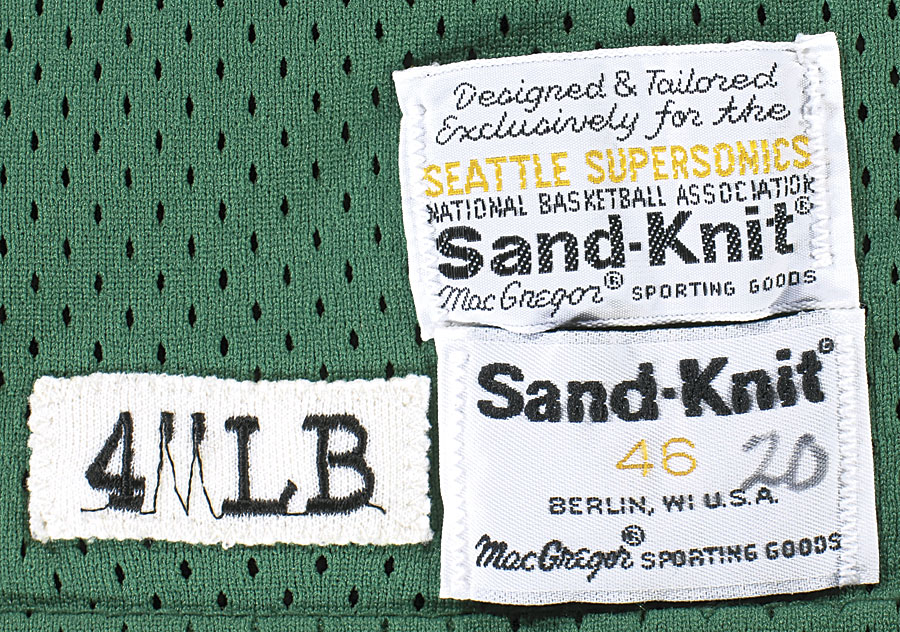 Designed & Tailored
Exclusively for the
SEATTLE SUPERSONICS
NATIONAL BASKETBALL ASSOCIATION
Sand-Knit®
MacGregor® SPORTING GOODS
Sand-Knit®
46 20
BERLIN, WI U.S.A.
MacGregor® SPORTING GOODS
4MLB